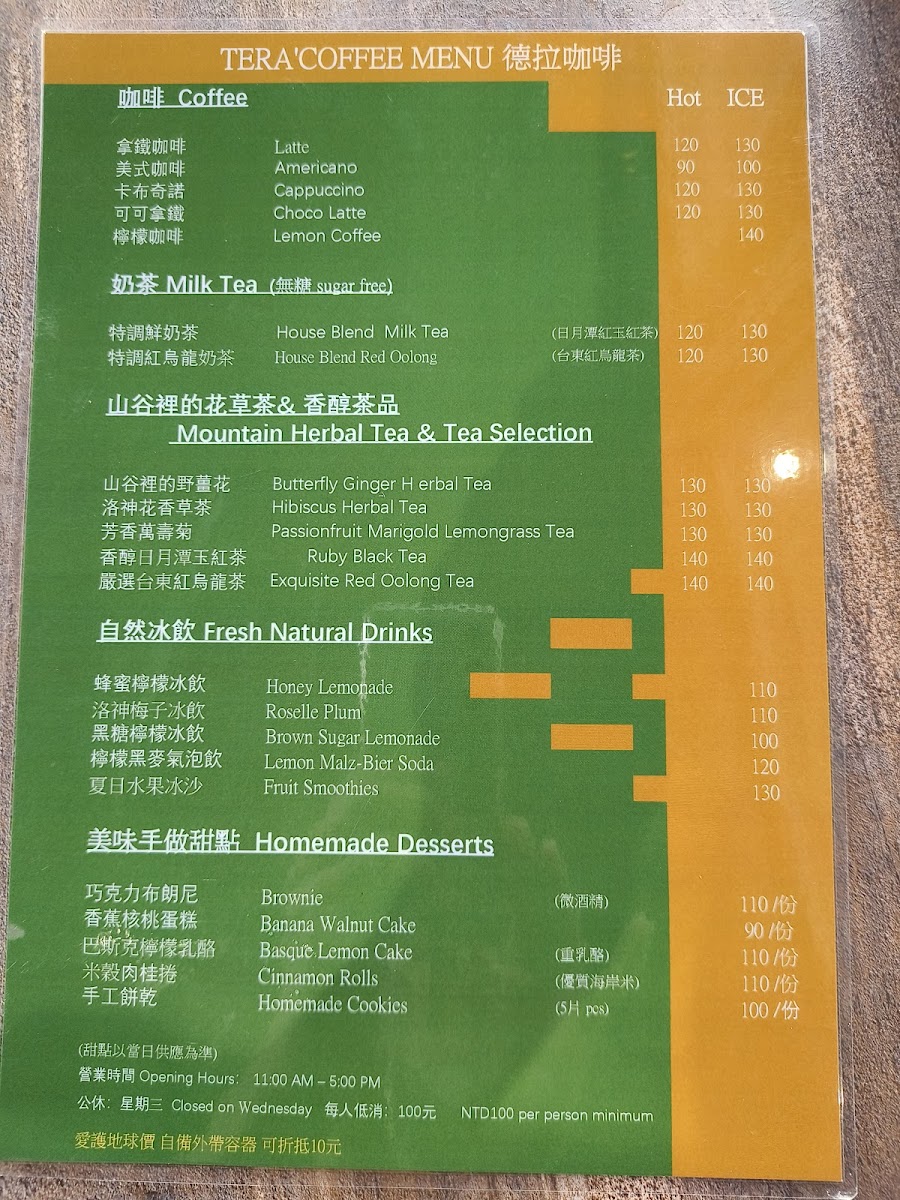 TERA'COFFEE MENU 德拉咖啡
咖啡 Coffee Hot ICE
拿鐵咖啡 Latte 120 130
美式咖啡 Americano 90 100
卡布奇諾 Cappuccino 120 130
可可拿鐵 Choco Latte 120 130
檸檬咖啡 Lemon Coffee 140
奶茶 Milk Tea (無糖 sugar free)
特調鮮奶茶 House Blend Milk Tea (日月潭紅玉紅茶) 120 130
特調紅烏龍奶茶 House Blend Red Oolong (台東紅烏龍茶) 120 130
山谷裡的花草茶& 香醇茶品
Mountain Herbal Tea & Tea Selection
山谷裡的野薑花 Butterfly Ginger H erbal Tea 130 130
洛神花香草茶 Hibiscus Herbal Tea 130 130
芳香萬壽菊 Passionfruit Marigold Lemongrass Tea 130 130
香醇日月潭玉紅茶 Ruby Black Tea 140 140
嚴選台東紅烏龍茶 Exquisite Red Oolong Tea 140 140
自然冰飲 Fresh Natural Drinks
蜂蜜檸檬冰飲 Honey Lemonade 110
洛神梅子冰飲 Roselle Plum 110
黑糖檸檬冰飲 Brown Sugar Lemonade 100
檸檬黑麥氣泡飲 Lemon Malz-Bier Soda 120
夏日水果冰沙 Fruit Smoothies 130
美味手做甜點 Homemade Desserts
巧克力布朗尼 Brownie (微酒精) 110 /份
香蕉核桃蛋糕 Banana Walnut Cake 90 /份
巴斯克檸檬乳酪 Basque Lemon Cake (重乳酪) 110 /份
米穀肉桂捲 Cinnamon Rolls (優質海岸米) 110 /份
手工餅乾 Homemade Cookies (5片 pcs) 100 /份
(甜點以當日供應為準)
營業時間 Opening Hours: 11:00 AM – 5:00 PM
公休: 星期三 Closed on Wednesday 每人低消: 100元 NTD100 per person minimum
愛護地球價 自備外帶容器 可折抵10元